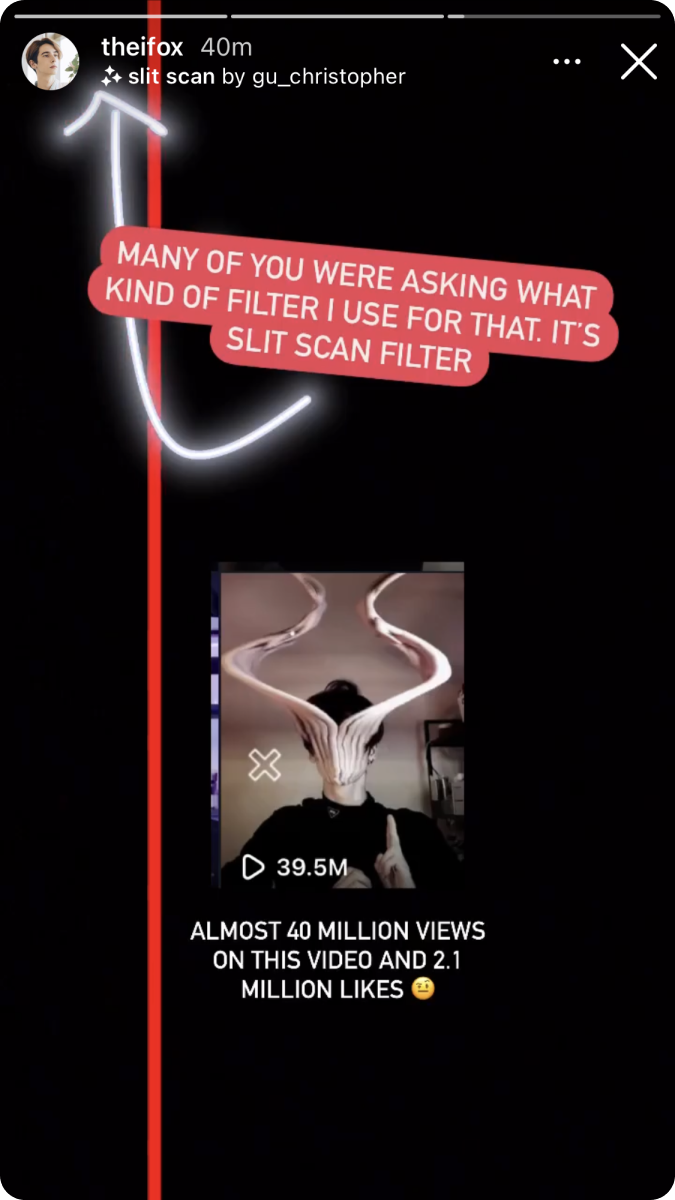 theifox 40m
slit scan by gu_christopher
MANY OF YOU WERE ASKING WHAT
KIND OF FILTER I USE FOR THAT. IT'S
SLIT SCAN FILTER
39.5M
ALMOST 40 MILLION VIEWS
ON THIS VIDEO AND 2.1
MILLION LIKES 🤨